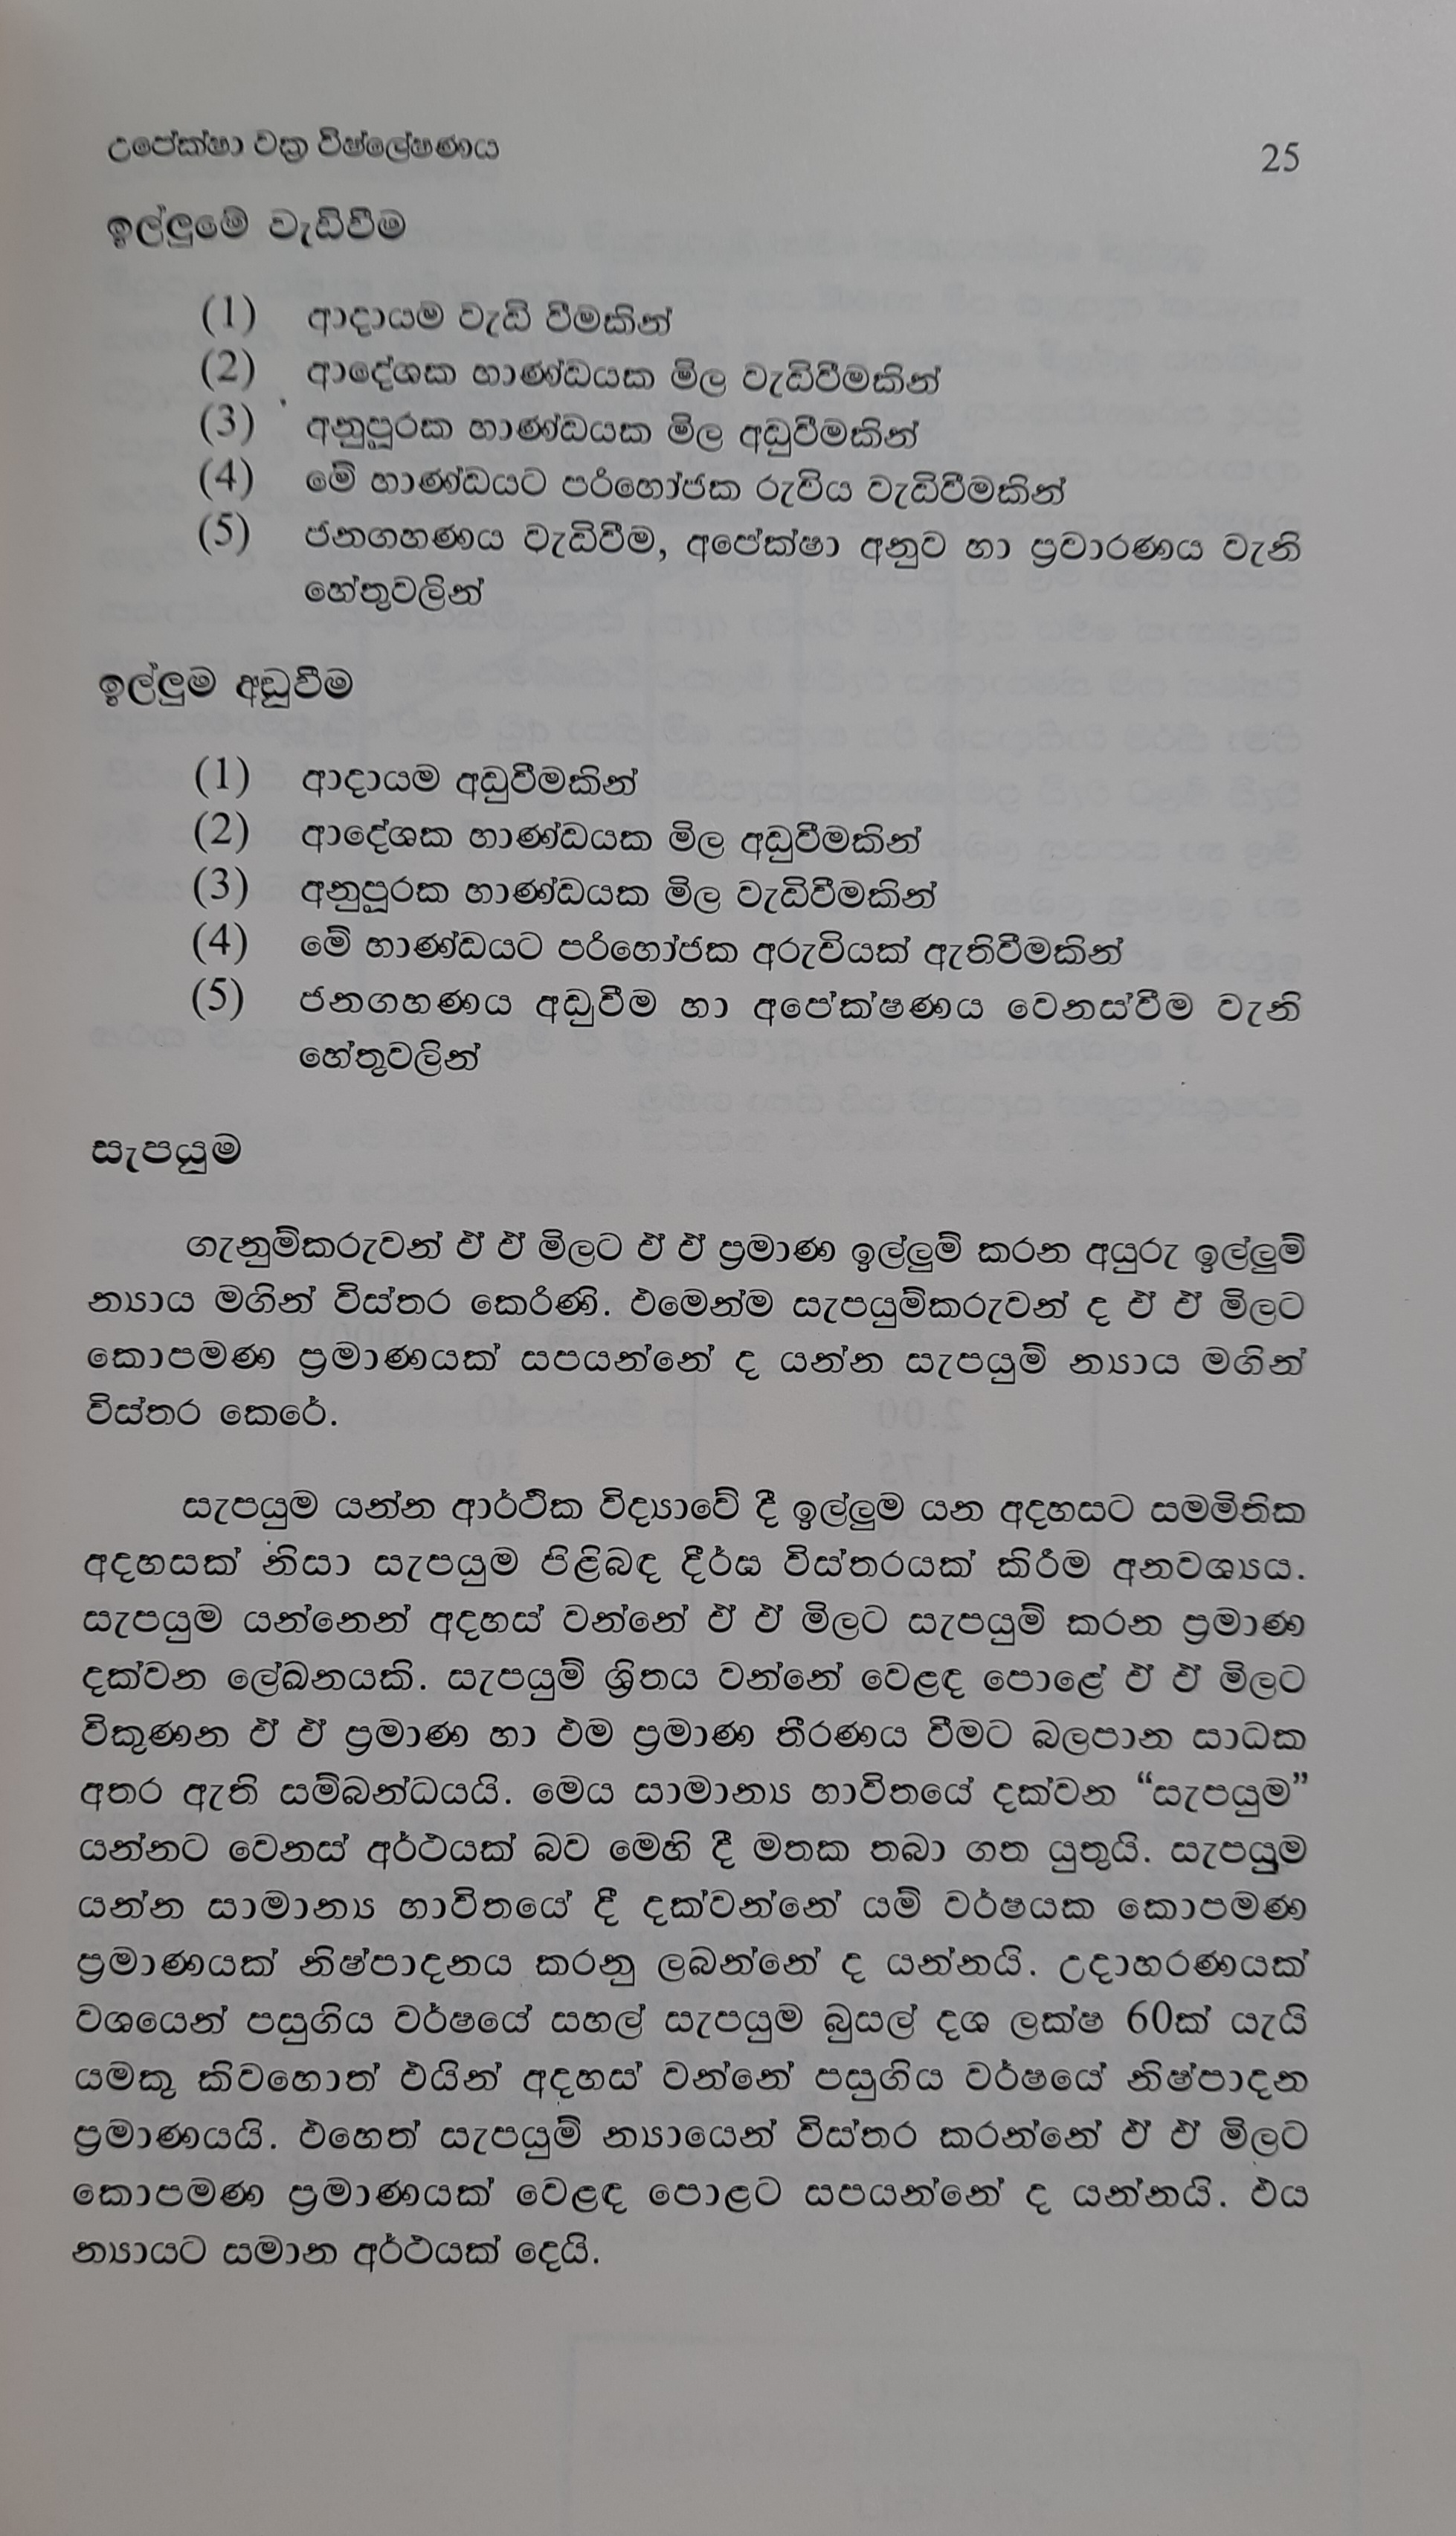 උපේක්ෂා වක්‍ර විෂ්ලේෂණය
25
ඉල්ලුමේ වැඩිවීම
(1) ආදායම වැඩි වීමකින්
(2) ආදේශක භාණ්ඩයක මිල වැඩිවීමකින්
(3) අනුපූරක භාණ්ඩයක මිල අඩුවීමකින්
(4) මේ භාණ්ඩයට පරිභෝජක රුචිය වැඩිවීමකින්
(5) ජනගහණය වැඩිවීම, අපේක්ෂා අනුව හා ප්‍රචාරණය වැනි
හේතුවලින්
ඉල්ලුම අඩුවීම
(1) ආදායම අඩුවීමකින්
(2) ආදේශක භාණ්ඩයක මිල අඩුවීමකින්
(3) අනුපූරක භාණ්ඩයක මිල වැඩිවීමකින්
(4) මේ භාණ්ඩයට පරිභෝජක අරුචියක් ඇතිවීමකින්
(5) ජනගහණය අඩුවීම හා අපේක්ෂණය වෙනස්වීම වැනි
හේතුවලින්
සැපයුම
ගැනුම්කරුවන් ඒ ඒ මිලට ඒ ඒ ප්‍රමාණ ඉල්ලුම් කරන අයුරු ඉල්ලුම්
න්‍යාය මගින් විස්තර කෙරිණි. එමෙන්ම සැපයුම්කරුවන් ද ඒ ඒ මිලට
කොපමණ ප්‍රමාණයක් සපයන්නේ ද යන්න සැපයුම් න්‍යාය මගින්
විස්තර කෙරේ.
සැපයුම යන්න ආර්ථික විද්‍යාවේ දී ඉල්ලුම යන අදහසට සමමිතික
අදහසක් නිසා සැපයුම පිළිබඳ දීර්ඝ විස්තරයක් කිරීම අනවශ්‍යය.
සැපයුම යන්නෙන් අදහස් වන්නේ ඒ ඒ මිලට සැපයුම් කරන ප්‍රමාණ
දක්වන ලේඛනයකි. සැපයුම් ශ්‍රිතය වන්නේ වෙළඳ පොළේ ඒ ඒ මිලට
විකුණන ඒ ඒ ප්‍රමාණ හා එම ප්‍රමාණ තීරණය වීමට බලපාන සාධක
අතර ඇති සම්බන්ධයයි. මෙය සාමාන්‍ය භාවිතයේ දක්වන “සැපයුම”
යන්නට වෙනස් අර්ථයක් බව මෙහි දී මතක තබා ගත යුතුයි. සැපයුම
යන්න සාමාන්‍ය භාවිතයේ දී දක්වන්නේ යම් වර්ෂයක කොපමණ
ප්‍රමාණයක් නිෂ්පාදනය කරනු ලබන්නේ ද යන්නයි. උදාහරණයක්
වශයෙන් පසුගිය වර්ෂයේ සහල් සැපයුම බුසල් දශ ලක්ෂ 60ක් යැයි
යමකු කිවහොත් එයින් අදහස් වන්නේ පසුගිය වර්ෂයේ නිෂ්පාදන
ප්‍රමාණයයි. එහෙත් සැපයුම් න්‍යායෙන් විස්තර කරන්නේ ඒ ඒ මිලට
කොපමණ ප්‍රමාණයක් වෙළඳ පොළට සපයන්නේ ද යන්නයි. එය
න්‍යායට සමාන අර්ථයක් දෙයි.